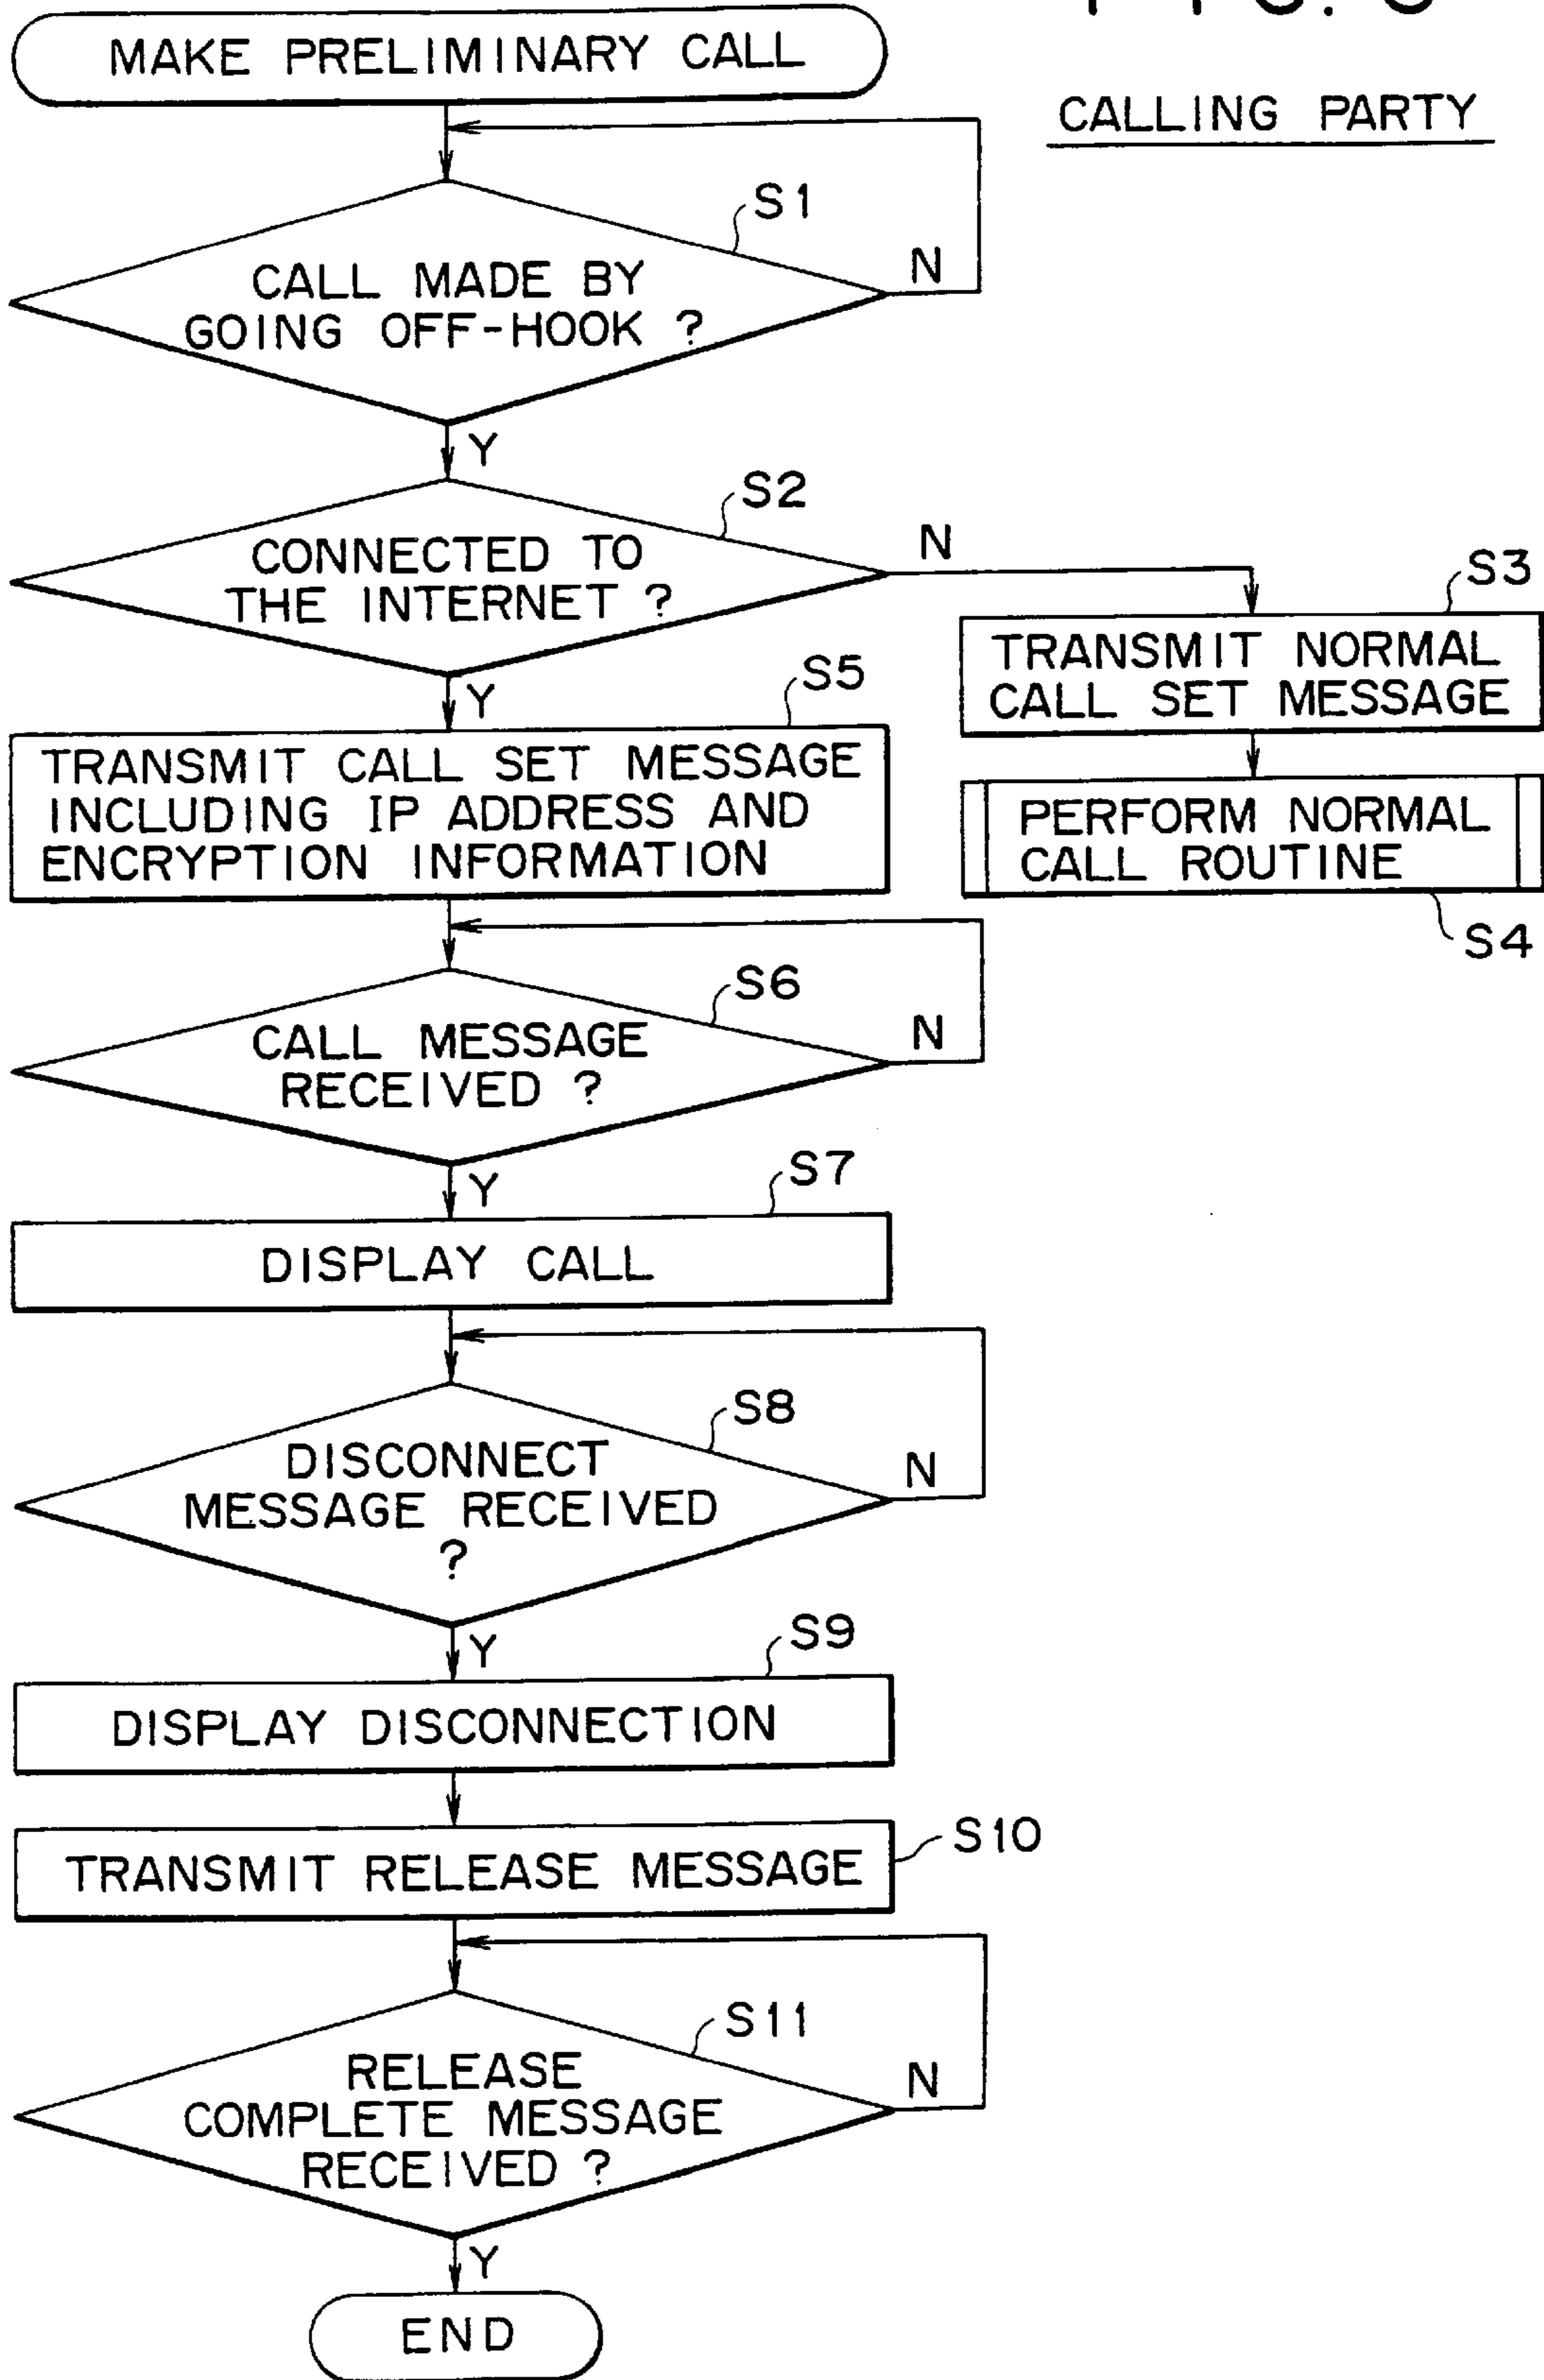 MAKE PRELIMINARY CALL
CALLING PARTY
S1
CALL MADE BY
GOING OFF-HOOK ?
N
Y
S2
CONNECTED TO
THE INTERNET ?
N
Y
S3
TRANSMIT NORMAL
CALL SET MESSAGE
PERFORM NORMAL
CALL ROUTINE
S4
S5
TRANSMIT CALL SET MESSAGE
INCLUDING IP ADDRESS AND
ENCRYPTION INFORMATION
S6
CALL MESSAGE
RECEIVED ?
N
Y
S7
DISPLAY CALL
S8
DISCONNECT
MESSAGE RECEIVED
?
N
Y
S9
DISPLAY DISCONNECTION
S10
TRANSMIT RELEASE MESSAGE
S11
RELEASE
COMPLETE MESSAGE
RECEIVED ?
N
Y
END